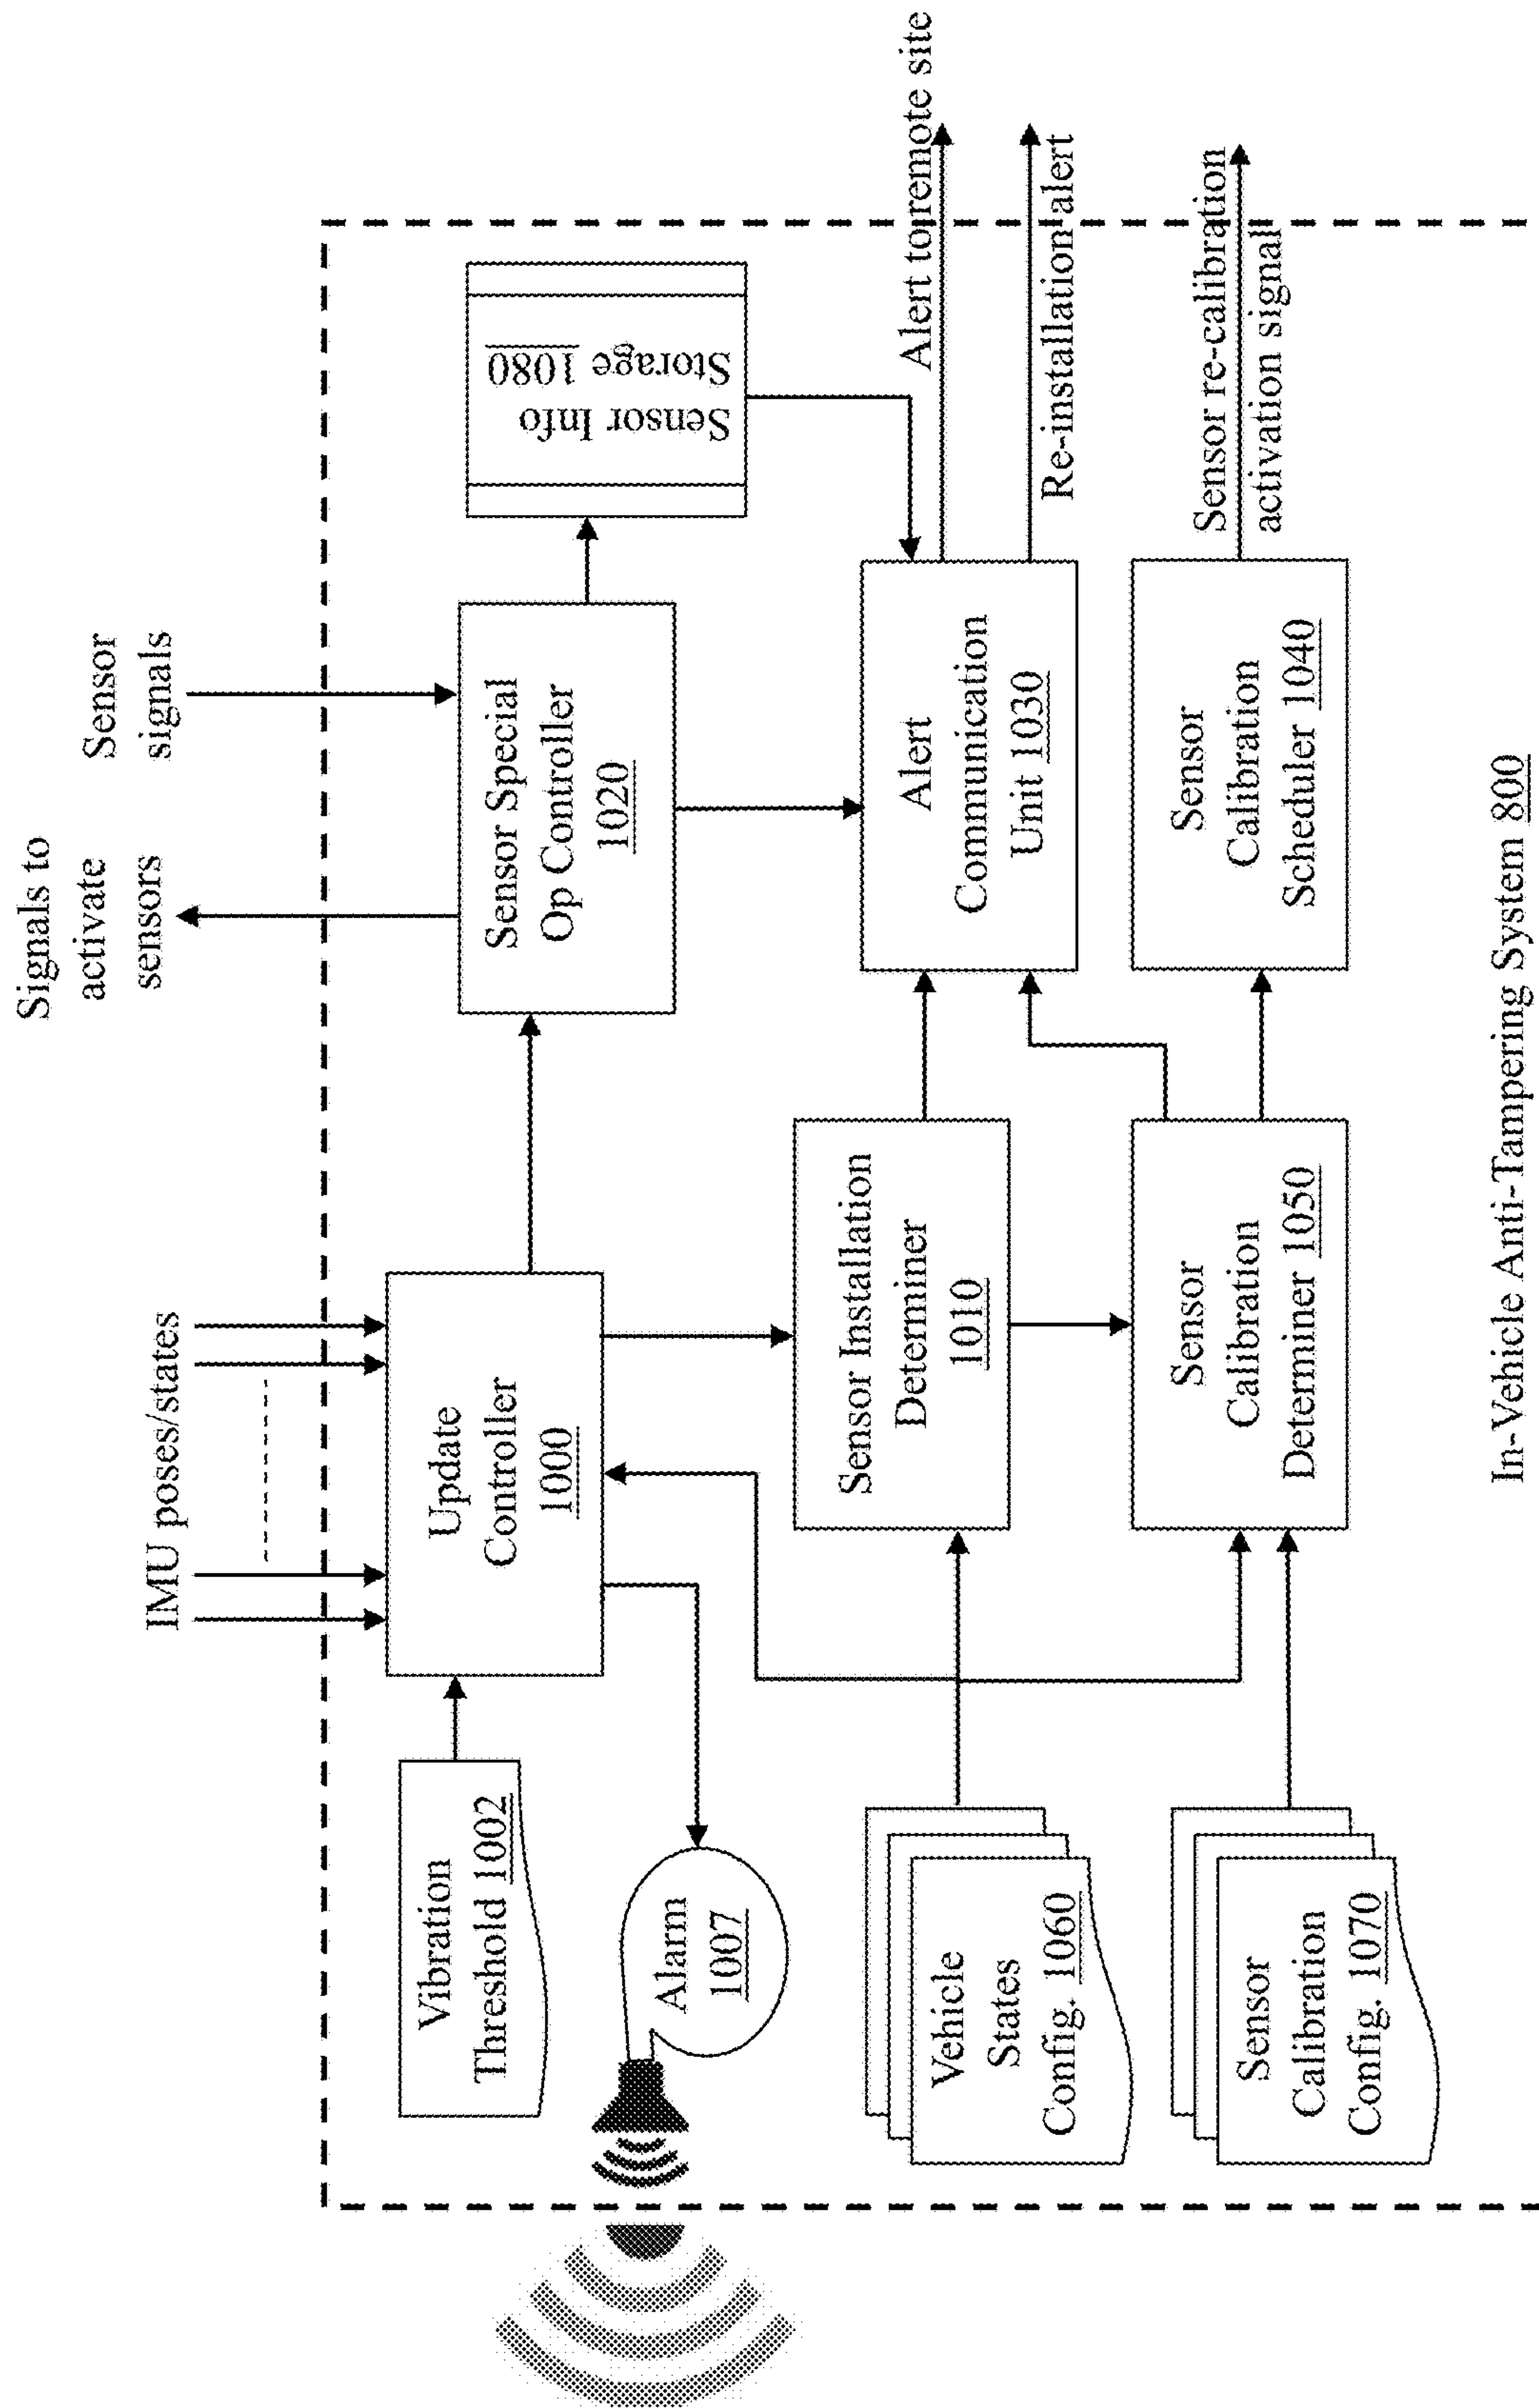 Signals to
activate
sensors
Sensor
signals
IMU poses/states
Vibration
Threshold 1002
Update
Controller
1000
Sensor Special
Op Controller
1020
Sensor Info
Storage 1080
Alarm
1007
Vehicle
States
Config. 1060
Sensor Installation
Determiner
1010
Alert
Communication
Unit 1030
Alert to remote site
Re-installation alert
Sensor
Calibration
Config. 1070
Sensor
Calibration
Determiner 1050
Sensor
Calibration
Scheduler 1040
Sensor re-calibration
activation signal
In-Vehicle Anti-Tampering System 800